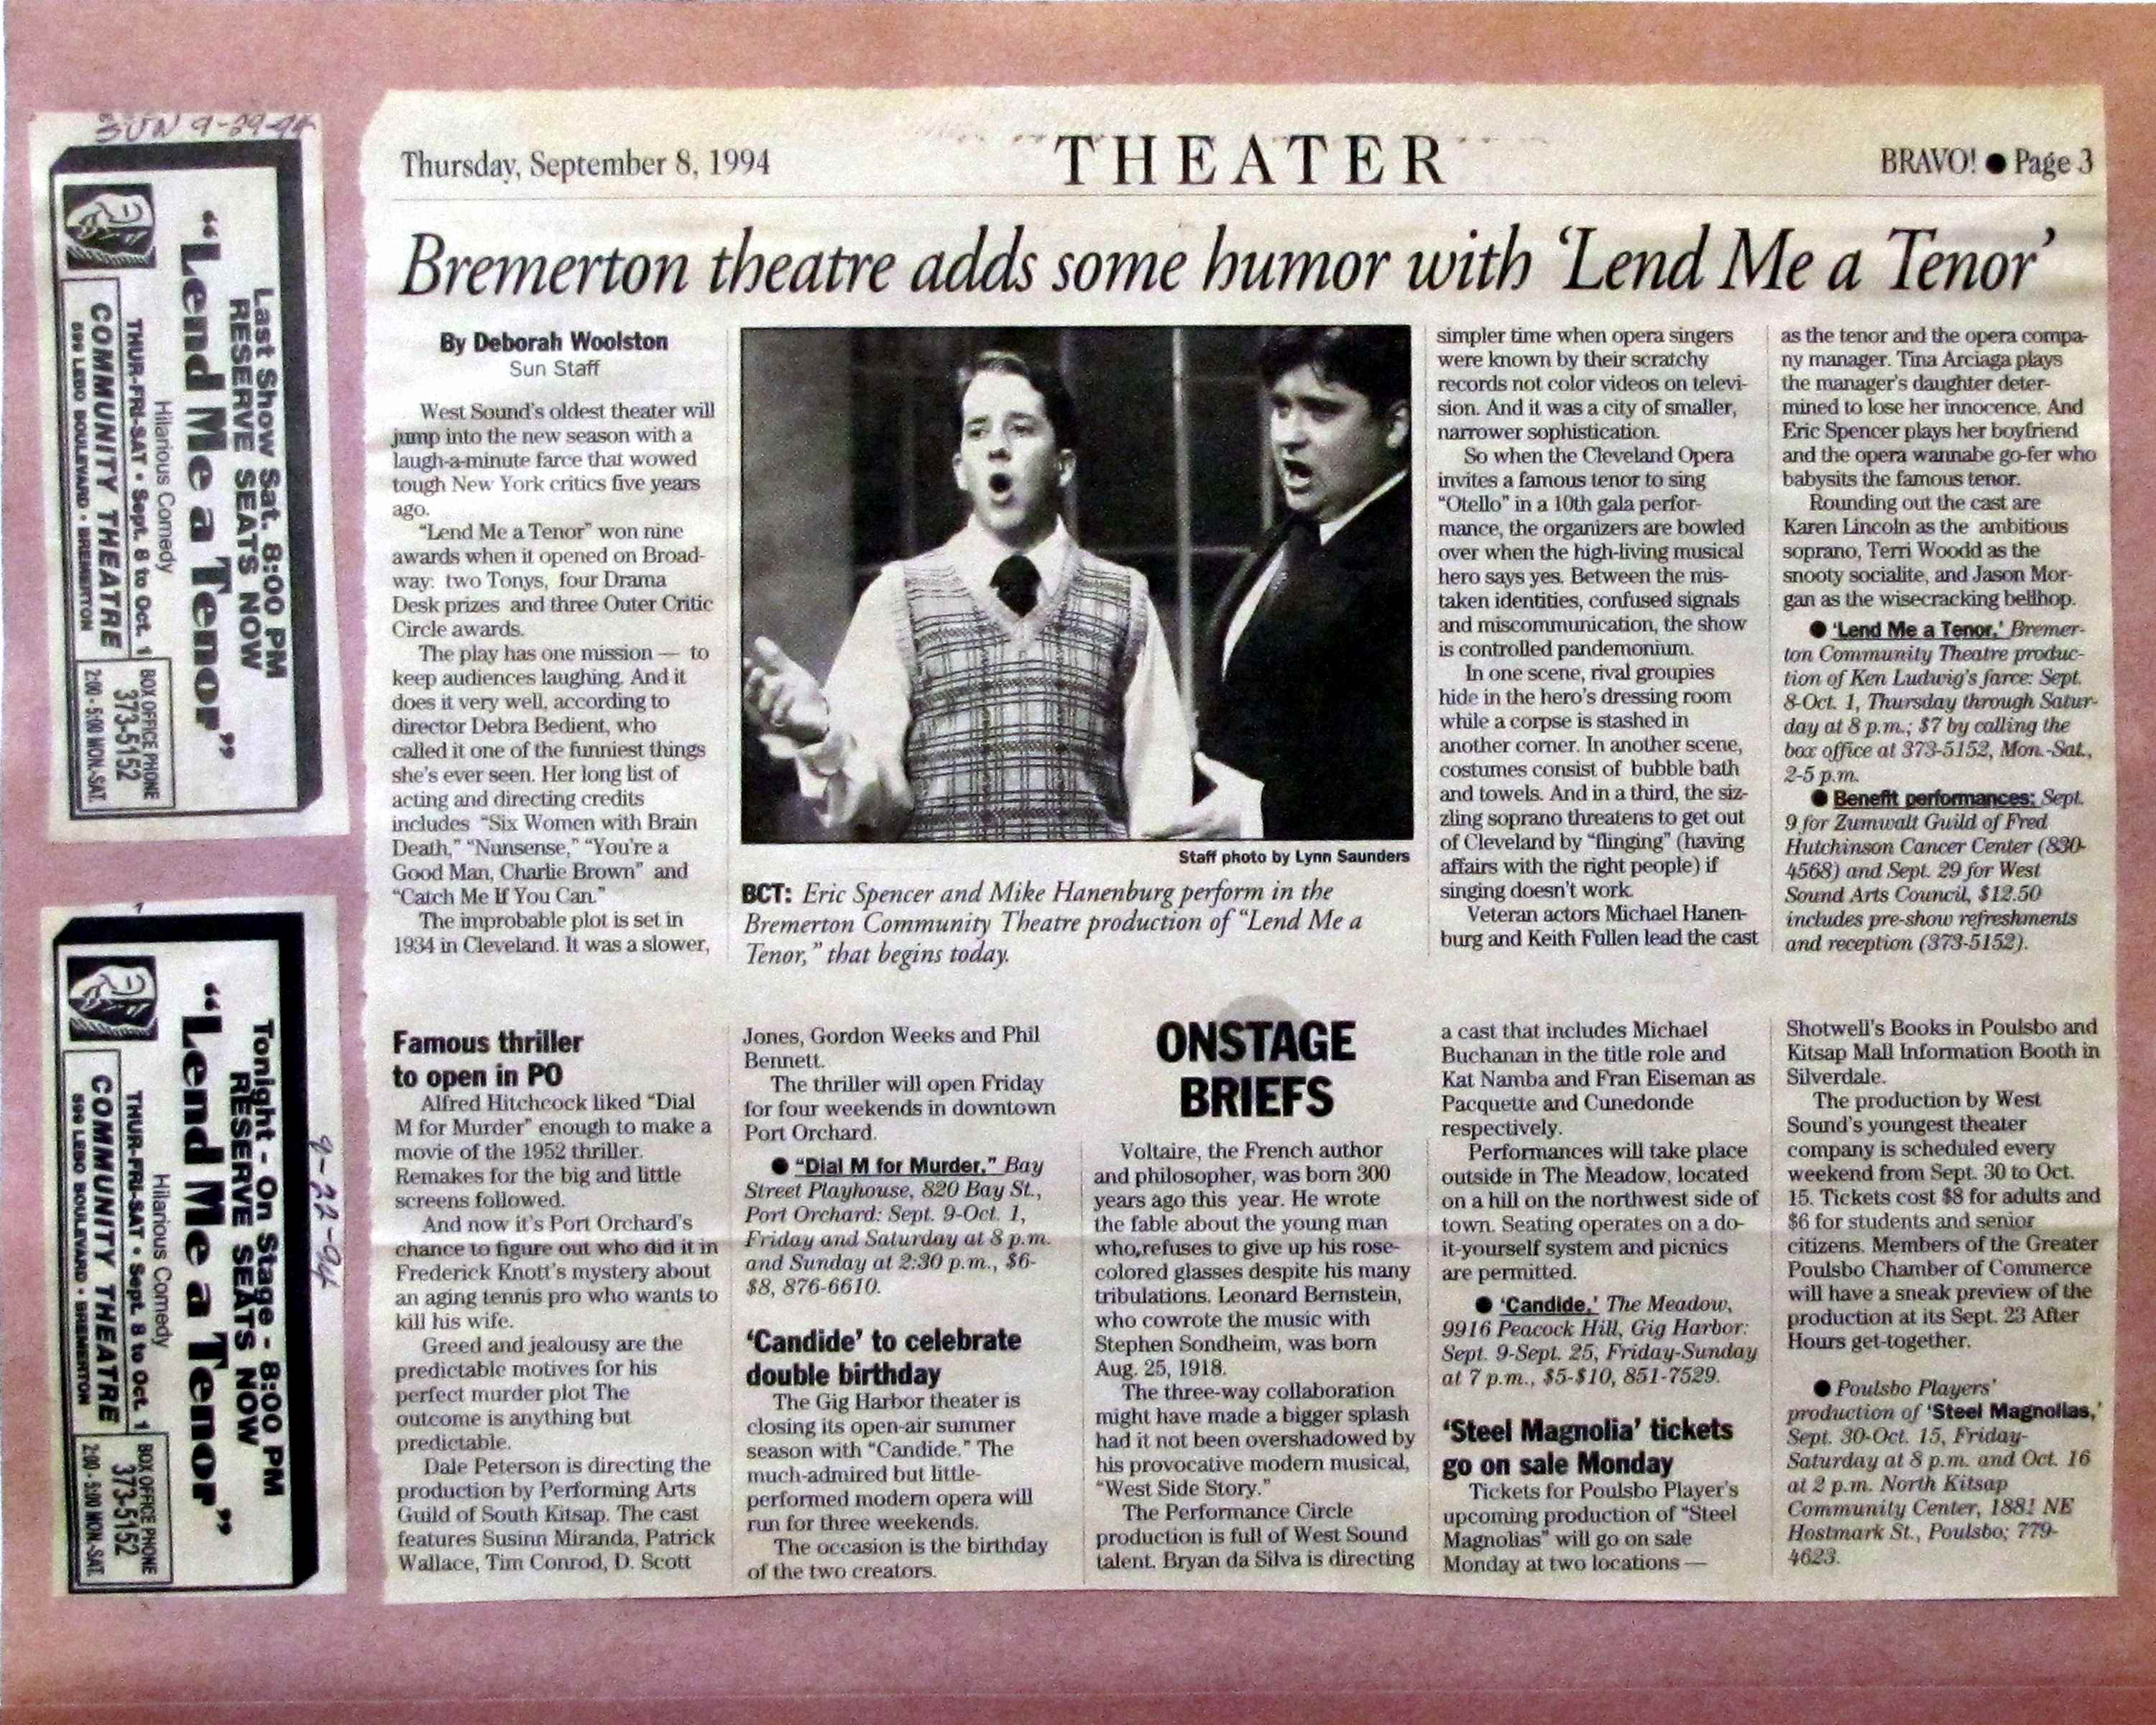 SUN 9-29-94
Last Show Sat. 8:00 PM
RESERVE SEATS NOW
“Lend Me a Tenor”
Hilarious Comedy
THUR-FRI-SAT • Sept. 8 to Oct. 1
COMMUNITY THEATRE
599 LEBO BOULEVARD • BREMERTON
BOX OFFICE PHONE
373-5152
2:00 - 5:00 MON-SAT.
9-22-94
Tonight - On Stage - 8:00 PM
RESERVE SEATS NOW
“Lend Me a Tenor”
Hilarious Comedy
THUR-FRI-SAT • Sept. 8 to Oct. 1
COMMUNITY THEATRE
599 LEBO BOULEVARD • BREMERTON
BOX OFFICE PHONE
373-5152
2:00 - 5:00 MON-SAT.
Thursday, September 8, 1994
THEATER
BRAVO! ● Page 3
Bremerton theatre adds some humor with ‘Lend Me a Tenor’
By Deborah Woolston
Sun Staff
West Sound's oldest theater will
jump into the new season with a
laugh-a-minute farce that wowed
tough New York critics five years
ago.
“Lend Me a Tenor” won nine
awards when it opened on Broad-
way: two Tonys, four Drama
Desk prizes and three Outer Critic
Circle awards.
The play has one mission — to
keep audiences laughing. And it
does it very well, according to
director Debra Bedient, who
called it one of the funniest things
she's ever seen. Her long list of
acting and directing credits
includes “Six Women with Brain
Death,” “Nunsense,” “You're a
Good Man, Charlie Brown” and
“Catch Me If You Can.”
The improbable plot is set in
1934 in Cleveland. It was a slower,
Staff photo by Lynn Saunders
BCT: Eric Spencer and Mike Hanenburg perform in the
Bremerton Community Theatre production of “Lend Me a
Tenor,” that begins today.
simpler time when opera singers
were known by their scratchy
records not color videos on televi-
sion. And it was a city of smaller,
narrower sophistication.
So when the Cleveland Opera
invites a famous tenor to sing
“Otello” in a 10th gala perfor-
mance, the organizers are bowled
over when the high-living musical
hero says yes. Between the mis-
taken identities, confused signals
and miscommunication, the show
is controlled pandemonium.
In one scene, rival groupies
hide in the hero's dressing room
while a corpse is stashed in
another corner. In another scene,
costumes consist of bubble bath
and towels. And in a third, the siz-
zling soprano threatens to get out
of Cleveland by “flinging” (having
affairs with the right people) if
singing doesn't work.
Veteran actors Michael Hanen-
burg and Keith Fullen lead the cast
as the tenor and the opera compa-
ny manager. Tina Arciaga plays
the manager's daughter deter-
mined to lose her innocence. And
Eric Spencer plays her boyfriend
and the opera wannabe go-fer who
babysits the famous tenor.
Rounding out the cast are
Karen Lincoln as the ambitious
soprano, Terri Woodd as the
snooty socialite, and Jason Mor-
gan as the wisecracking bellhop.
● ‘Lend Me a Tenor,’ Bremer-
ton Community Theatre produc-
tion of Ken Ludwig's farce: Sept.
8-Oct. 1, Thursday through Satur-
day at 8 p.m.; $7 by calling the
box office at 373-5152, Mon.-Sat.,
2-5 p.m.
● Benefit performances: Sept.
9 for Zumwalt Guild of Fred
Hutchinson Cancer Center (830-
4568) and Sept. 29 for West
Sound Arts Council, $12.50
includes pre-show refreshments
and reception (373-5152).
Famous thriller
to open in PO
Alfred Hitchcock liked “Dial
M for Murder” enough to make a
movie of the 1952 thriller.
Remakes for the big and little
screens followed.
And now it's Port Orchard's
chance to figure out who did it in
Frederick Knott's mystery about
an aging tennis pro who wants to
kill his wife.
Greed and jealousy are the
predictable motives for his
perfect murder plot The
outcome is anything but
predictable.
Dale Peterson is directing the
production by Performing Arts
Guild of South Kitsap. The cast
features Susinn Miranda, Patrick
Wallace, Tim Conrod, D. Scott
Jones, Gordon Weeks and Phil
Bennett.
The thriller will open Friday
for four weekends in downtown
Port Orchard.
● “Dial M for Murder,” Bay
Street Playhouse, 820 Bay St.,
Port Orchard: Sept. 9-Oct. 1,
Friday and Saturday at 8 p.m.
and Sunday at 2:30 p.m., $6-
$8, 876-6610.
‘Candide’ to celebrate
double birthday
The Gig Harbor theater is
closing its open-air summer
season with “Candide.” The
much-admired but little-
performed modern opera will
run for three weekends.
The occasion is the birthday
of the two creators.
ONSTAGE
BRIEFS
Voltaire, the French author
and philosopher, was born 300
years ago this year. He wrote
the fable about the young man
who refuses to give up his rose-
colored glasses despite his many
tribulations. Leonard Bernstein,
who cowrote the music with
Stephen Sondheim, was born
Aug. 25, 1918.
The three-way collaboration
might have made a bigger splash
had it not been overshadowed by
his provocative modern musical,
“West Side Story.”
The Performance Circle
production is full of West Sound
talent. Bryan da Silva is directing
a cast that includes Michael
Buchanan in the title role and
Kat Namba and Fran Eiseman as
Pacquette and Cunedonde
respectively.
Performances will take place
outside in The Meadow, located
on a hill on the northwest side of
town. Seating operates on a do-
it-yourself system and picnics
are permitted.
● ‘Candide,’ The Meadow,
9916 Peacock Hill, Gig Harbor:
Sept. 9-Sept. 25, Friday-Sunday
at 7 p.m., $5-$10, 851-7529.
‘Steel Magnolia’ tickets
go on sale Monday
Tickets for Poulsbo Player's
upcoming production of “Steel
Magnolias” will go on sale
Monday at two locations —
Shotwell's Books in Poulsbo and
Kitsap Mall Information Booth in
Silverdale.
The production by West
Sound's youngest theater
company is scheduled every
weekend from Sept. 30 to Oct.
15. Tickets cost $8 for adults and
$6 for students and senior
citizens. Members of the Greater
Poulsbo Chamber of Commerce
will have a sneak preview of the
production at its Sept. 23 After
Hours get-together.
● Poulsbo Players'
production of ‘Steel Magnolias,’
Sept. 30-Oct. 15, Friday-
Saturday at 8 p.m. and Oct. 16
at 2 p.m. North Kitsap
Community Center, 1881 NE
Hostmark St., Poulsbo; 779-
4623.